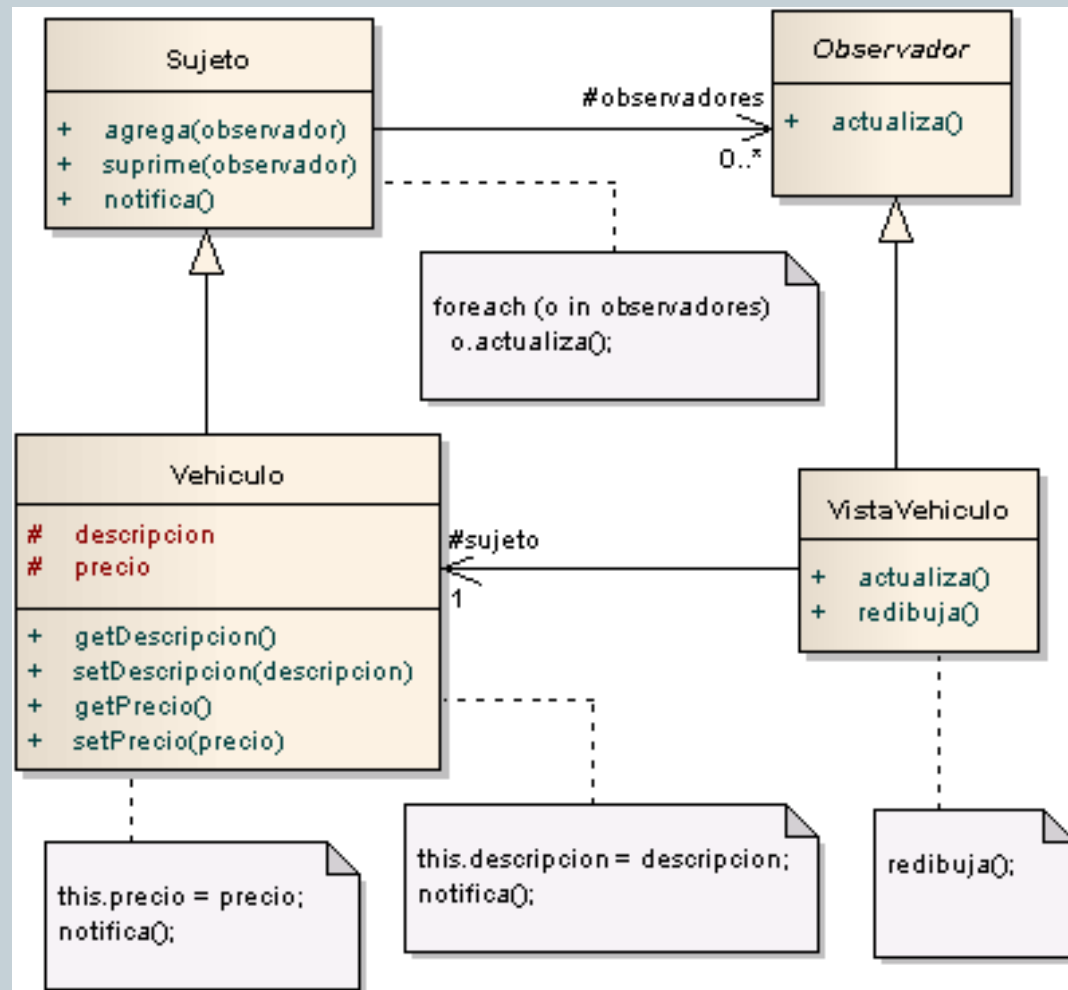 Sujeto
+ agrega(observador)
+ suprime(observador)
+ notifica()
#observadores
0..*
Observador
+ actualiza()
foreach (o in observadores)
o.actualiza();
Vehiculo
# descripcion
# precio
+ getDescripcion()
+ setDescripcion(descripcion)
+ getPrecio()
+ setPrecio(precio)
#sujeto
1
VistaVehiculo
+ actualiza()
+ redibuja()
this.precio = precio;
notifica();
this.descripcion = descripcion;
notifica();
redibuja();